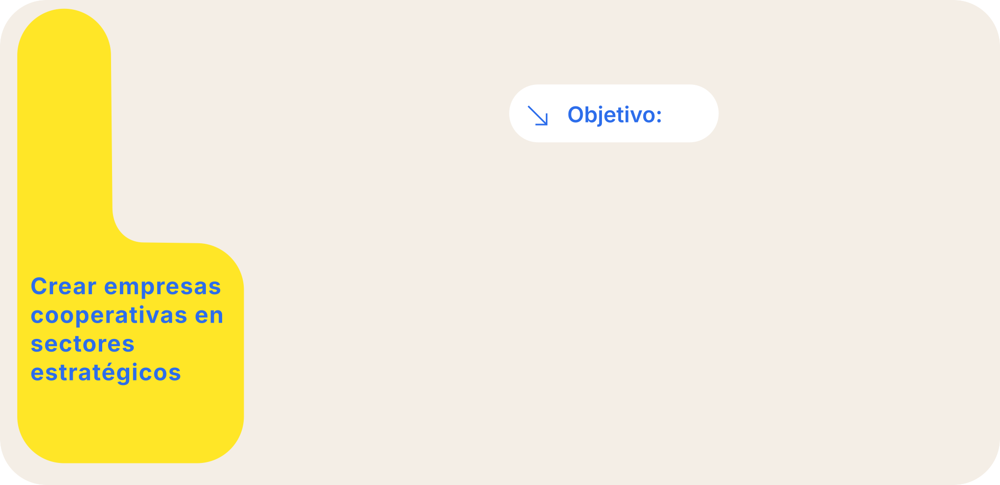 Objetivo:
Crear empresas
cooperativas en
sectores
estratégicos